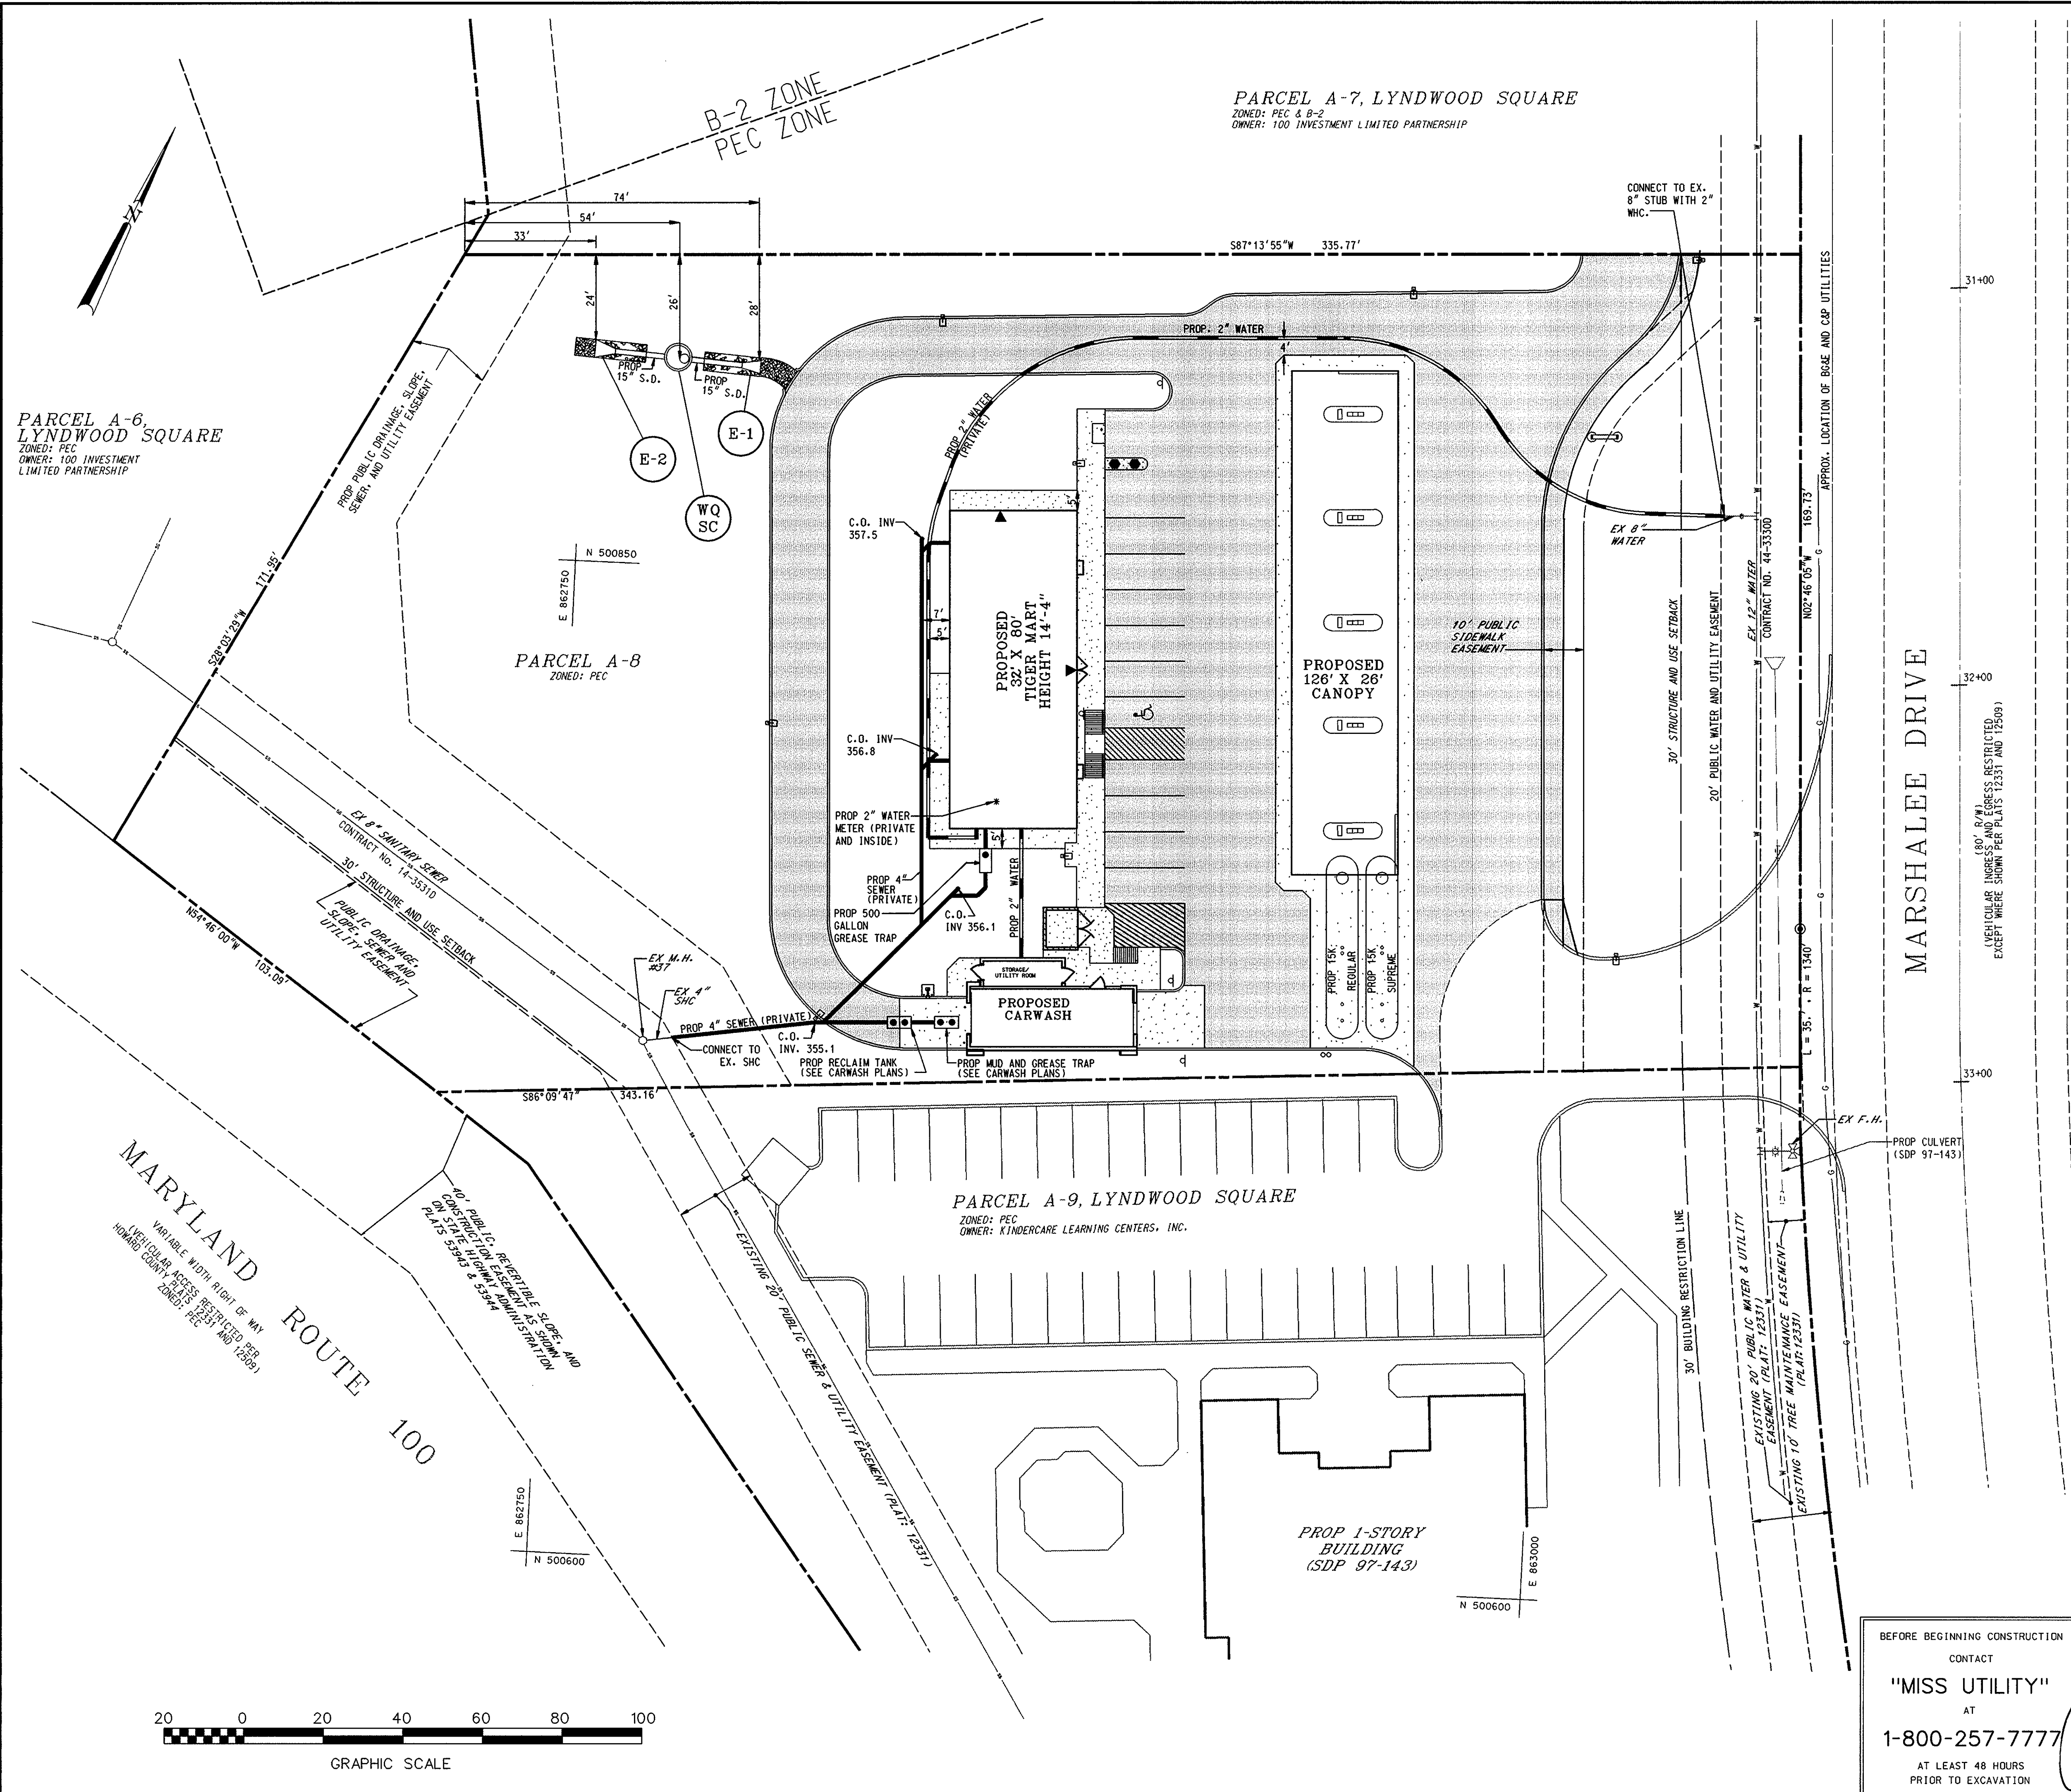 B-2 ZONE
PEC ZONE
PARCEL A-7, LYNDWOOD SQUARE
ZONED: PEC & B-2
OWNER: 100 INVESTMENT LIMITED PARTNERSHIP
N
74'
54'
33'
24'
26'
28'
S87°13'55"W 335.77'
CONNECT TO EX.
8" STUB WITH 2"
WHC.
31+00
APPROX. LOCATION OF BG&E AND C&P UTILITIES
PROP. 2" WATER
4'
PROP
15" S.D.
PROP
15" S.D.
E-1
E-2
WQ
SC
PARCEL A-6,
LYNDWOOD SQUARE
ZONED: PEC
OWNER: 100 INVESTMENT
LIMITED PARTNERSHIP
PROP PUBLIC DRAINAGE, SLOPE,
SEWER, AND UTILITY EASEMENT
S28°03'29"W 171.95'
PROP 2" WATER
(PRIVATE)
C.O. INV
357.5
5'
N 500850
E 862750
PARCEL A-8
ZONED: PEC
7'
5'
PROPOSED
32' X 80'
TIGER MART
HEIGHT 14'-4"
PROPOSED
126' X 26'
CANOPY
EX 8"
WATER
10' PUBLIC
SIDEWALK
EASEMENT
30' STRUCTURE AND USE SETBACK
20' PUBLIC WATER AND UTILITY EASEMENT
EX 12" WATER
CONTRACT NO. 44-3330D
N02°46'05"W 169.73'
MARSHALEE DRIVE
(80' R/W)
(VEHICULAR INGRESS AND EGRESS RESTRICTED
EXCEPT WHERE SHOWN PER PLATS 12331 AND 12509)
32+00
C.O. INV
356.8
PROP 2" WATER
METER (PRIVATE
AND INSIDE)
5'
PROP 4"
SEWER
(PRIVATE)
PROP 500
GALLON
GREASE TRAP
C.O.
INV 356.1
PROP 2" WATER
STORAGE/
UTILITY ROOM
PROPOSED
CARWASH
PROP 15K
REGULAR
PROP 15K
SUPREME
L = 35.' , R = 1340'
33+00
EX 8" SANITARY SEWER
CONTRACT No. 14-35310
30'
STRUCTURE AND USE SETBACK
PUBLIC DRAINAGE,
SLOPE, SEWER AND
UTILITY EASEMENT
N54°46'00"W 103.09'
EX M.H.
#37
EX 4"
SHC
PROP 4" SEWER (PRIVATE)
CONNECT TO
EX. SHC
C.O.
INV. 355.1
PROP RECLAIM TANK
(SEE CARWASH PLANS)
PROP MUD AND GREASE TRAP
(SEE CARWASH PLANS)
S86°09'47" 343.16'
EX F.H.
PROP CULVERT
(SDP 97-143)
PARCEL A-9, LYNDWOOD SQUARE
ZONED: PEC
OWNER: KINDERCARE LEARNING CENTERS, INC.
MARYLAND ROUTE 100
VARIABLE WIDTH RIGHT OF WAY
(VEHICULAR ACCESS RESTRICTED PER
HOWARD COUNTY PLATS 12331 AND 12509)
ZONED: PEC
40' PUBLIC, REVERTIBLE SLOPE, AND
CONSTRUCTION EASEMENT AS SHOWN
ON STATE HIGHWAY ADMINISTRATION
PLATS 53943 & 53944
EXISTING 20' PUBLIC SEWER & UTILITY EASEMENT (PLAT: 12331)
30' BUILDING RESTRICTION LINE
EXISTING 20' PUBLIC WATER & UTILITY
EASEMENT (PLAT: 12331)
EXISTING 10' TREE MAINTENANCE EASEMENT
(PLAT:12331)
E 862750
N 500600
PROP 1-STORY
BUILDING
(SDP 97-143)
E 863000
N 500600
20 0 20 40 60 80 100
GRAPHIC SCALE
BEFORE BEGINNING CONSTRUCTION
CONTACT
"MISS UTILITY"
AT
1-800-257-7777
AT LEAST 48 HOURS
PRIOR TO EXCAVATION